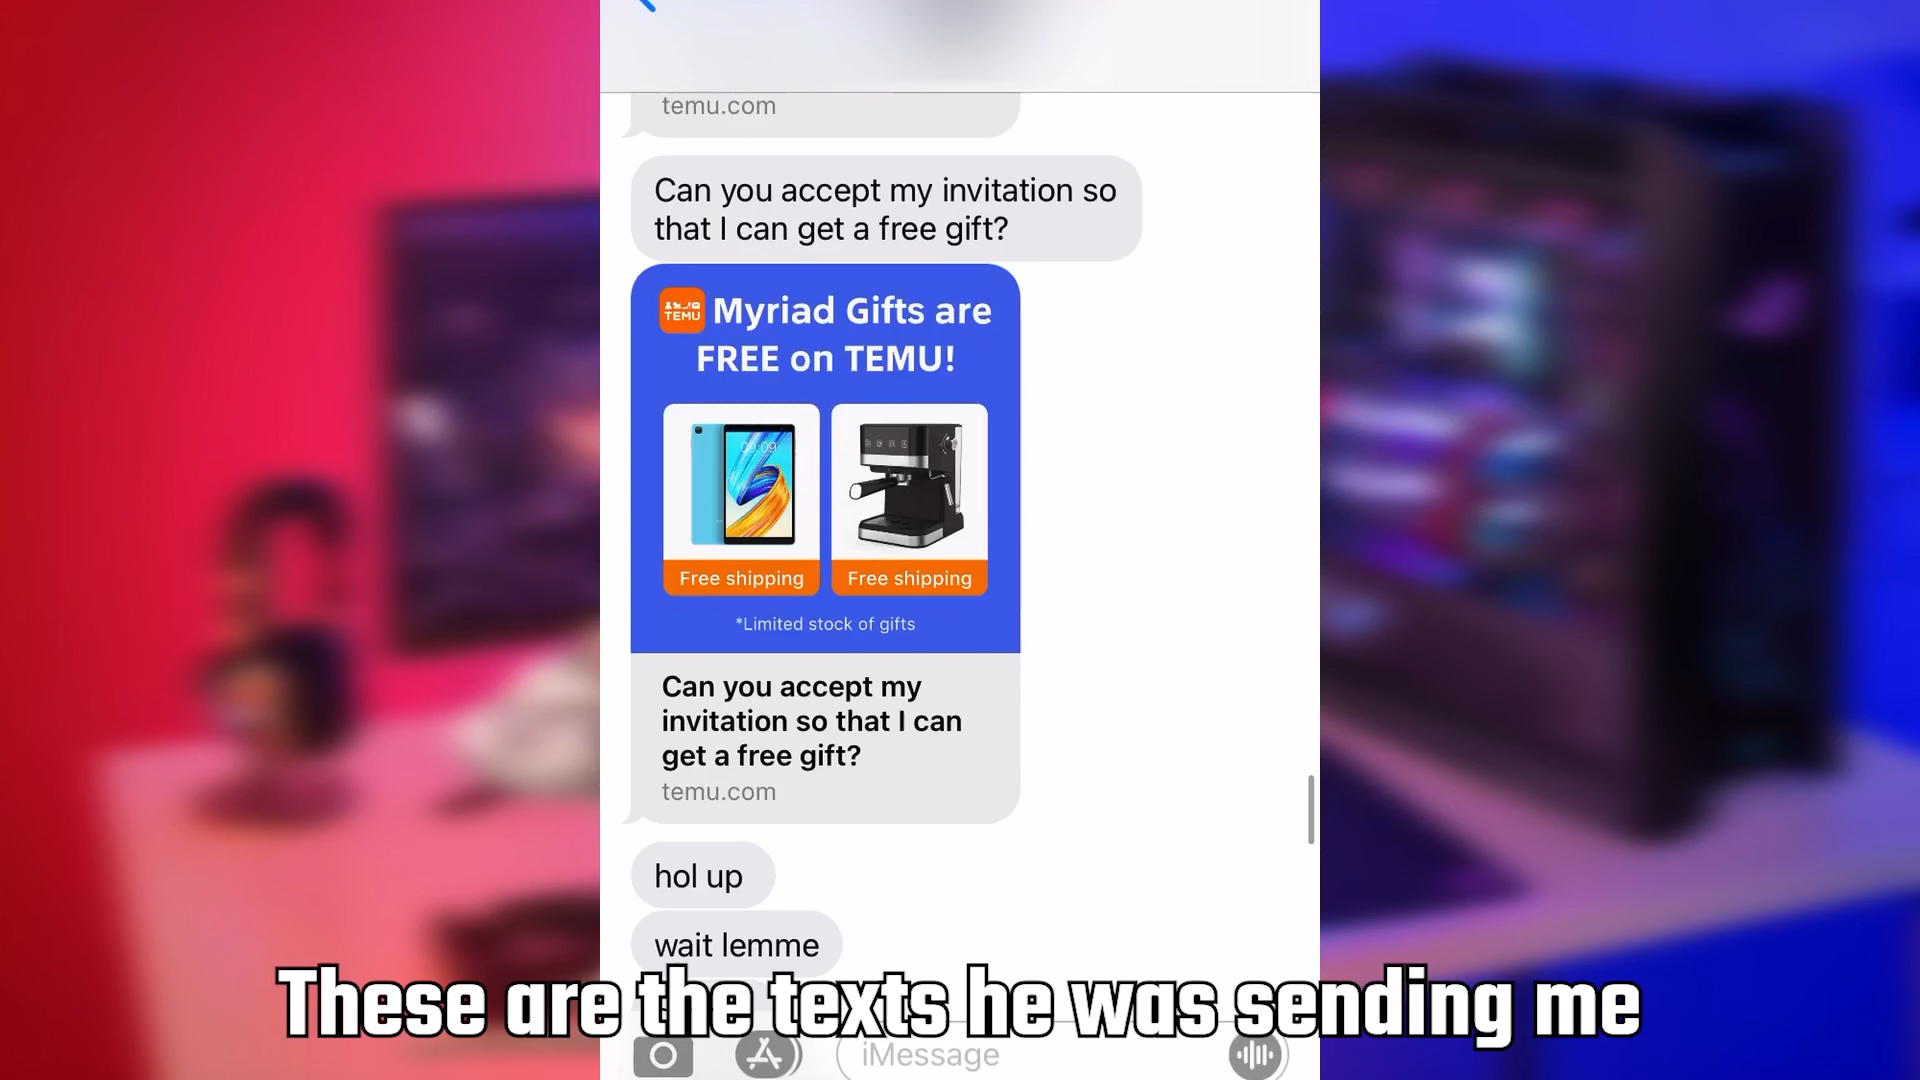 temu.com
Can you accept my invitation so
that I can get a free gift?
TEMU
Myriad Gifts are
FREE on TEMU!
09:09
Free shipping
Free shipping
*Limited stock of gifts
Can you accept my
invitation so that I can
get a free gift?
temu.com
hol up
wait lemme
These are the texts he was sending me
iMessage